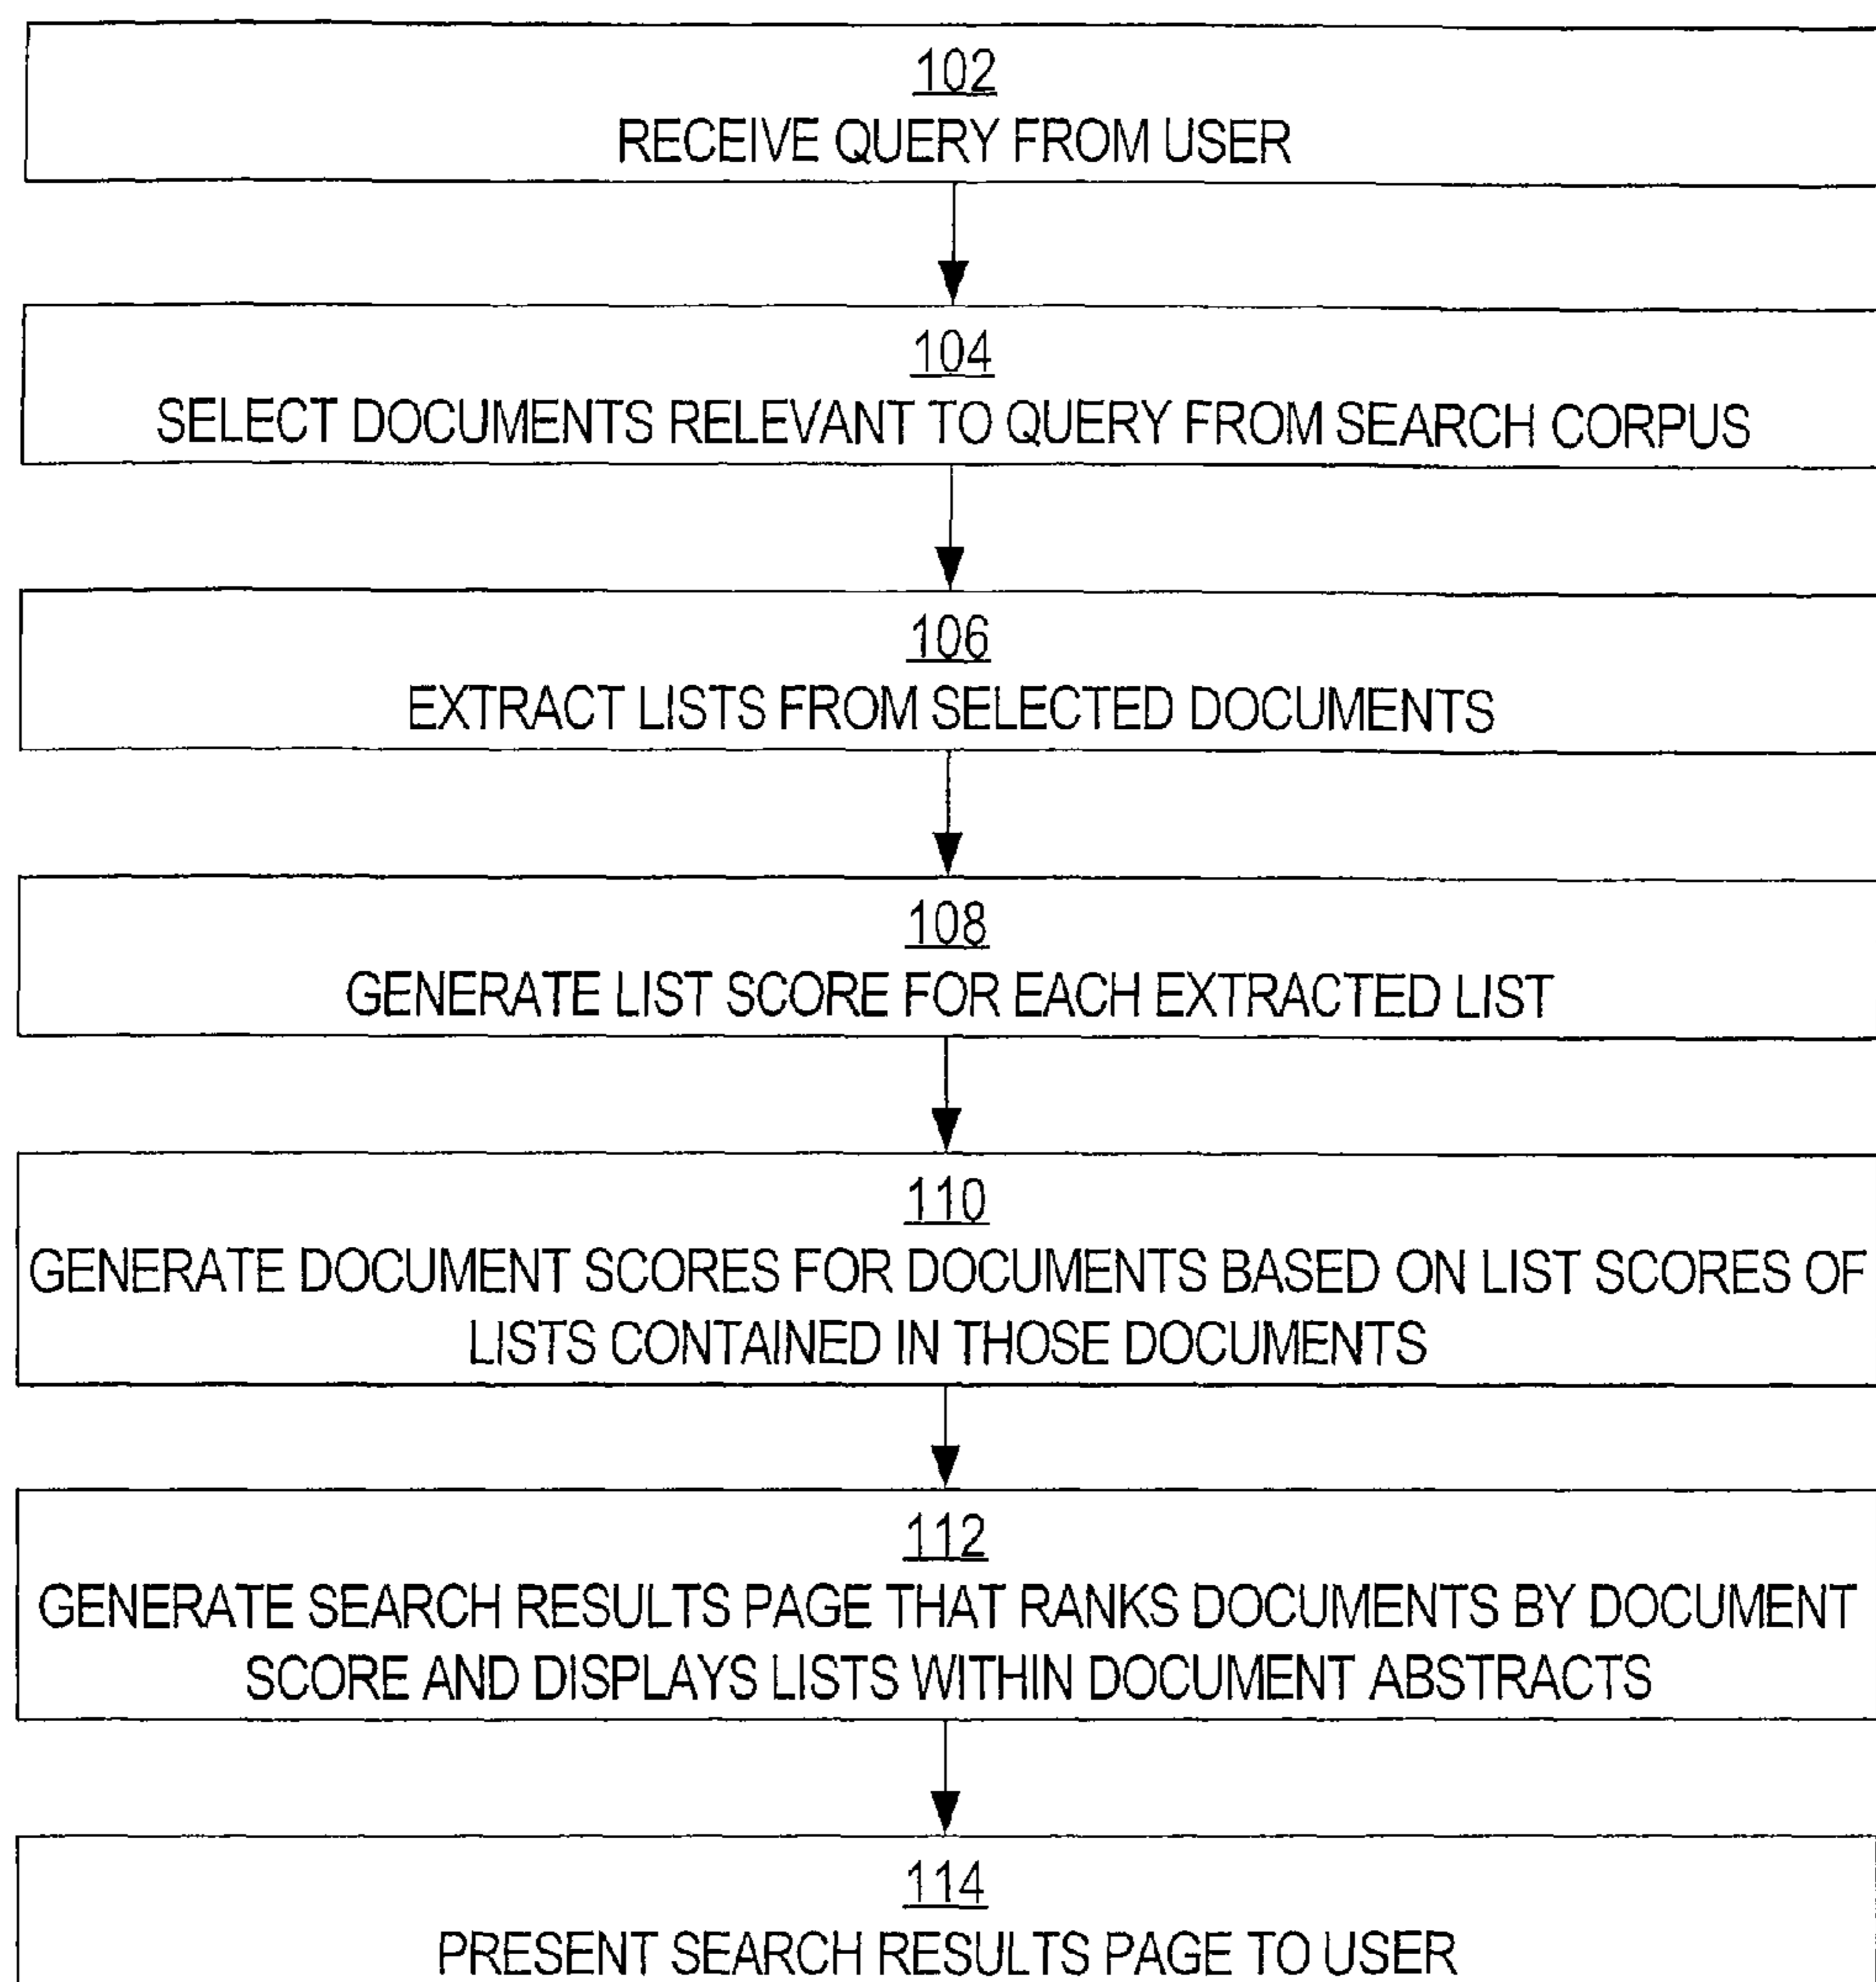 102
RECEIVE QUERY FROM USER
104
SELECT DOCUMENTS RELEVANT TO QUERY FROM SEARCH CORPUS
106
EXTRACT LISTS FROM SELECTED DOCUMENTS
108
GENERATE LIST SCORE FOR EACH EXTRACTED LIST
110
GENERATE DOCUMENT SCORES FOR DOCUMENTS BASED ON LIST SCORES OF
LISTS CONTAINED IN THOSE DOCUMENTS
112
GENERATE SEARCH RESULTS PAGE THAT RANKS DOCUMENTS BY DOCUMENT
SCORE AND DISPLAYS LISTS WITHIN DOCUMENT ABSTRACTS
114
PRESENT SEARCH RESULTS PAGE TO USER